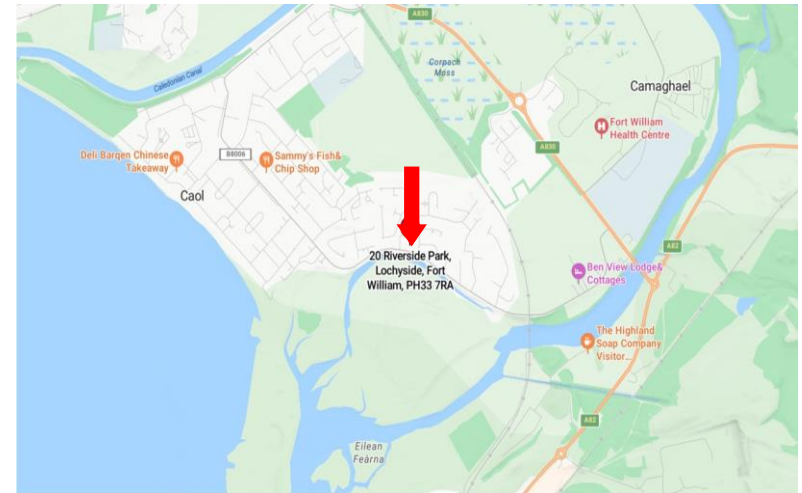 A830
Corpach
Moss
Caledonian Canal
Camaghael
Fort William
Health Centre
A830
Deli Bargen Chinese
Takeaway
B8006
Sammy's Fish&
Chip Shop
Caol
20 Riverside Park,
Lochyside, Fort
William, PH33 7RA
A82
Ben View Lodge&
Cottages
The Highland
Soap Company
Visitor...
A82
Eilean
Feàrna